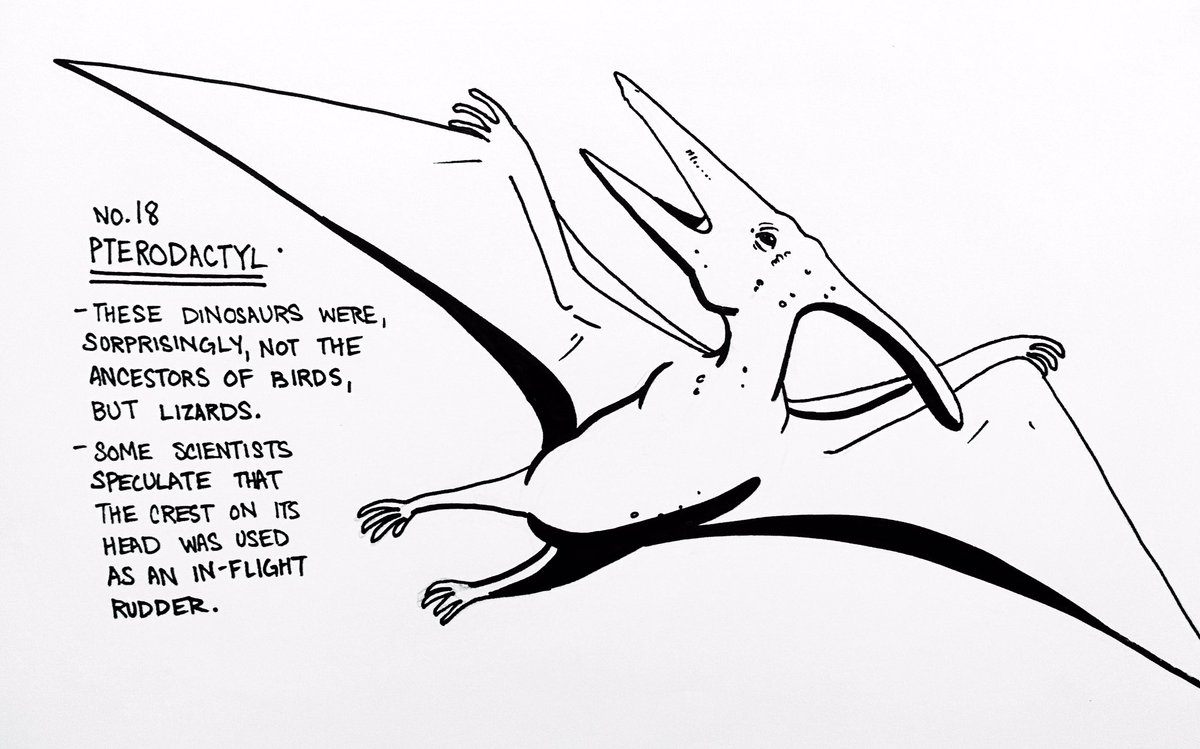 NO. 18
PTERODACTYL.
- THESE DINOSAURS WERE,
SORPRISINGLY, NOT THE
ANCESTORS OF BIRDS,
BUT LIZARDS.
- SOME SCIENTISTS
SPECULATE THAT
THE CREST ON ITS
HEAD WAS USED
AS AN IN-FLIGHT
RUDDER.